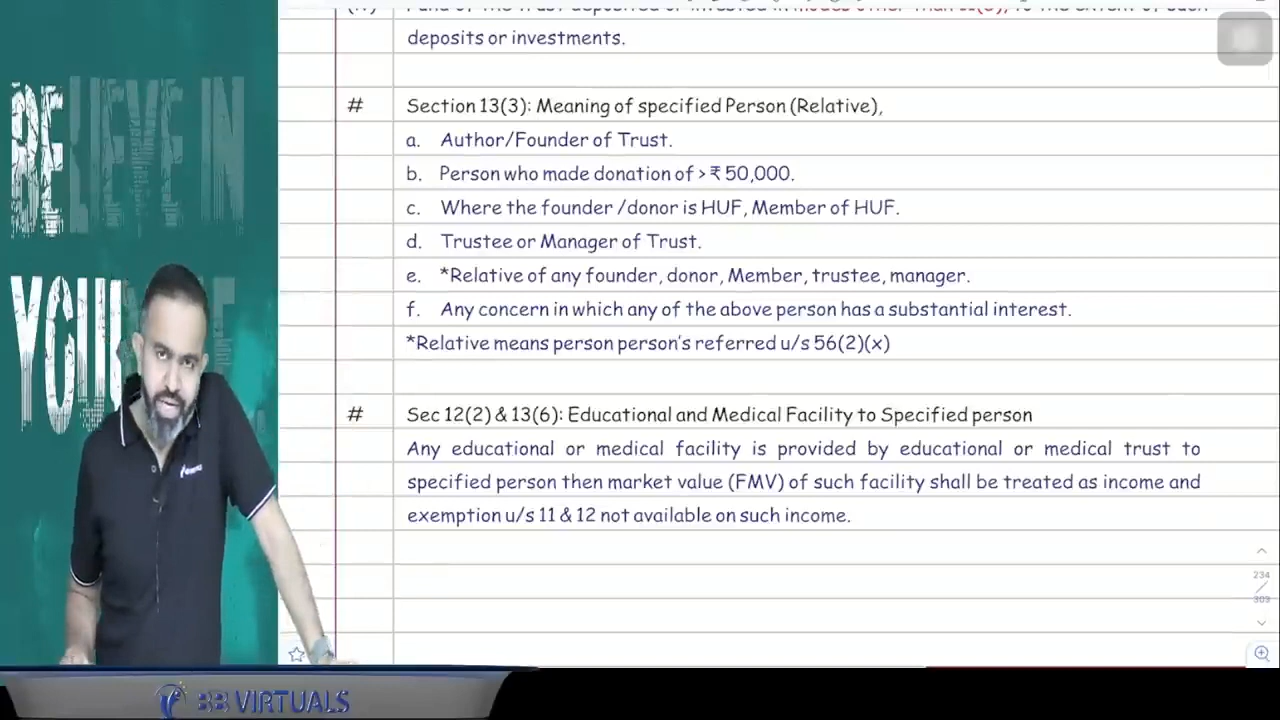 deposits or investments.
# Section 13(3): Meaning of specified Person (Relative),
a. Author/Founder of Trust.
b. Person who made donation of > ₹ 50,000.
c. Where the founder /donor is HUF, Member of HUF.
d. Trustee or Manager of Trust.
e. *Relative of any founder, donor, Member, trustee, manager.
f. Any concern in which any of the above person has a substantial interest.
*Relative means person person's referred u/s 56(2)(x)
# Sec 12(2) & 13(6): Educational and Medical Facility to Specified person
Any educational or medical facility is provided by educational or medical trust to
specified person then market value (FMV) of such facility shall be treated as income and
exemption u/s 11 & 12 not available on such income.
234
303
BELIEVE IN
BB VIRTUALS